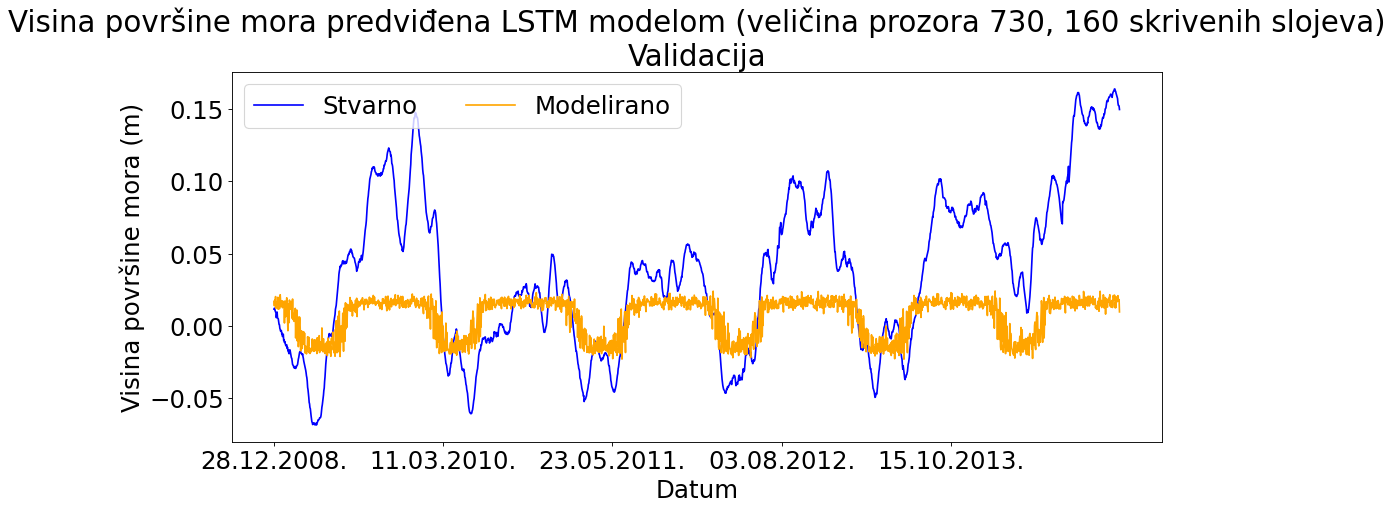 Visina površine mora predviđena LSTM modelom (veličina prozora 730, 160 skrivenih slojeva)
Validacija
Stvarno Modelirano
Visina površine mora (m)
0.15
0.10
0.05
0.00
−0.05
28.12.2008. 11.03.2010. 23.05.2011. 03.08.2012. 15.10.2013.
Datum